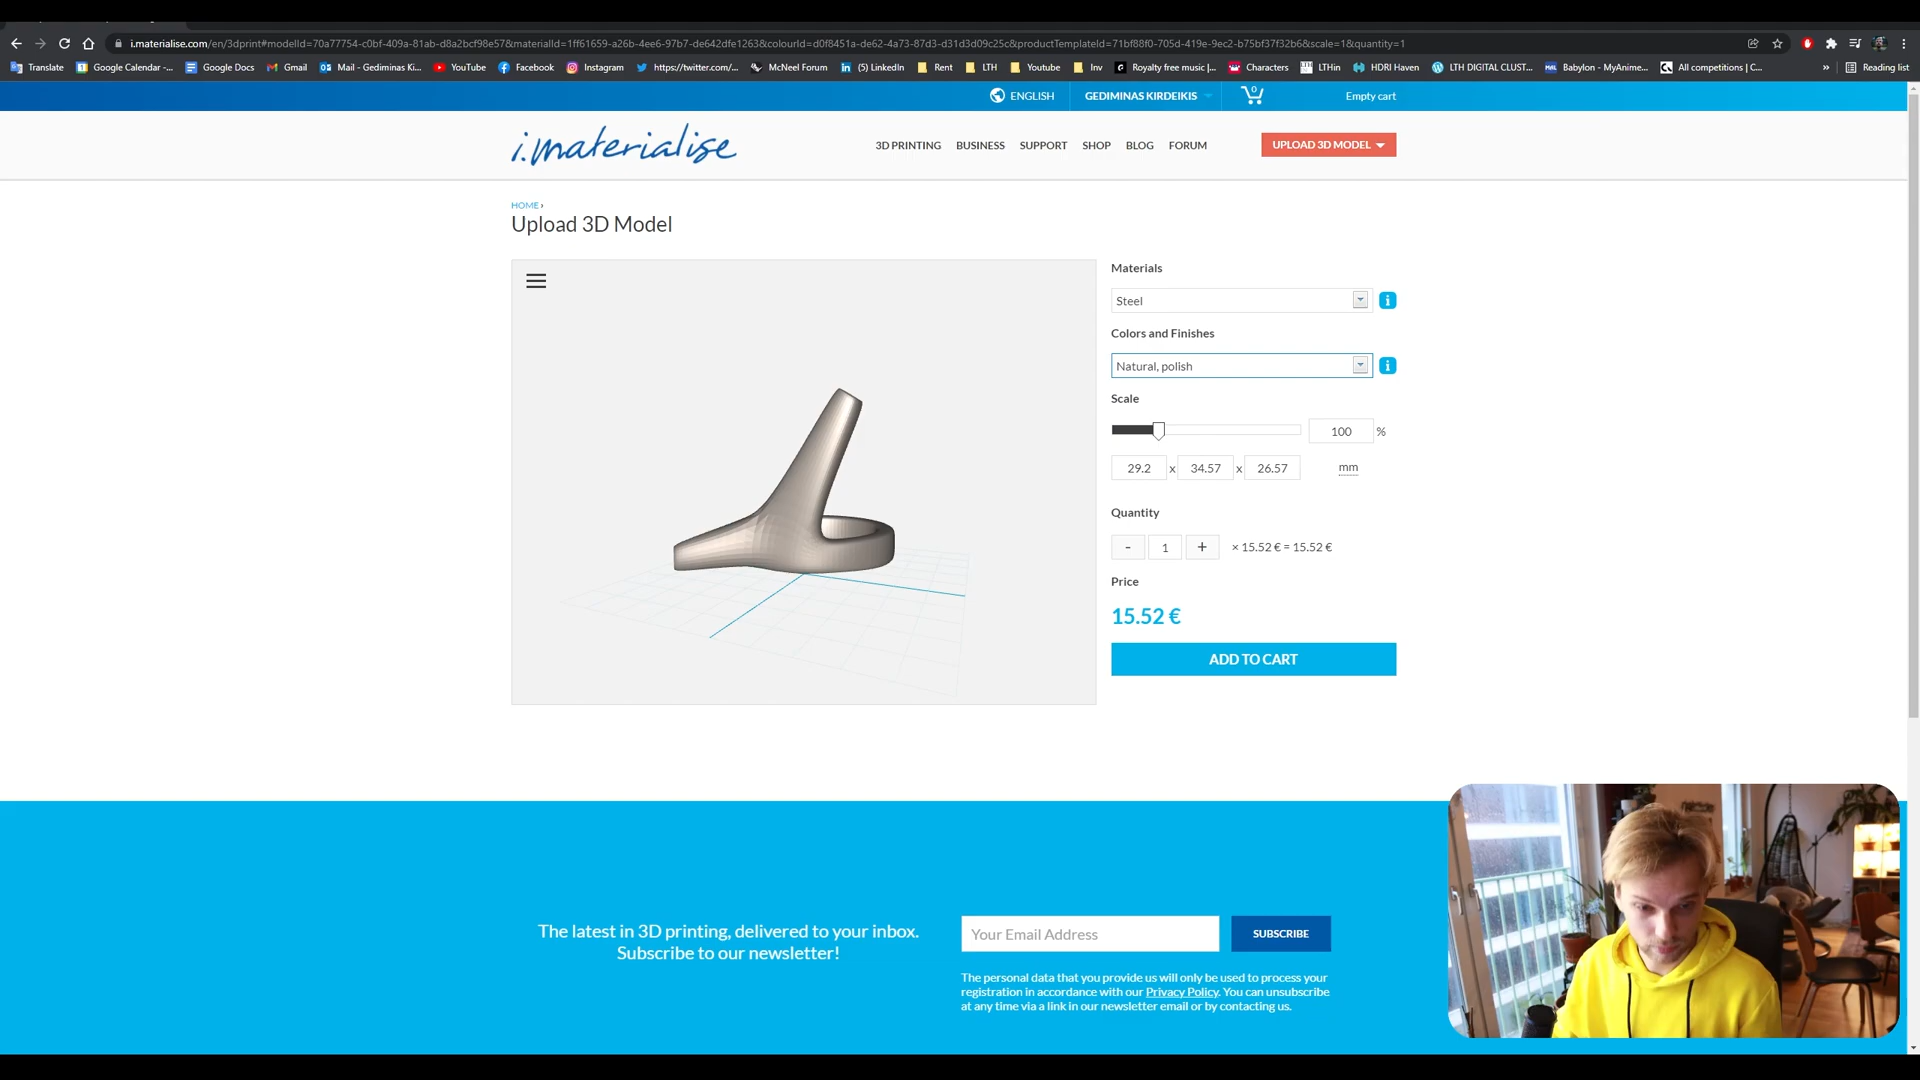 i.materialise.com/en/3dprint#modelId=70a77754-c0bf-409a-81ab-d8a2bcf98e57&materialId=1ff61659-a26b-4ee6-97b7-de642dfe1263&colourId=d0f8451a-de62-4a73-87d3-d31d3d09c25c&productTemplateId=71bf88f0-705d-419e-9ec2-b75bf37f32b6&scale=1&quantity=1
Translate Google Calendar -... Google Docs Gmail Mail - Gediminas Ki... YouTube Facebook Instagram https://twitter.com/... McNeel Forum (5) LinkedIn Rent LTH Youtube Inv Royalty free music |... Characters LTHin HDRI Haven LTH DIGITAL CLUST... Babylon - MyAnime... All competitions | C... » Reading list
ENGLISH GEDIMINAS KIRDEIKIS 0 Empty cart
i.materialise 3D PRINTING BUSINESS SUPPORT SHOP BLOG FORUM UPLOAD 3D MODEL
HOME ›
Upload 3D Model
Materials
Steel
Colors and Finishes
Natural, polish
Scale
100 %
29.2 x 34.57 x 26.57 mm
Quantity
- 1 + × 15.52 € = 15.52 €
Price
15.52 €
ADD TO CART
The latest in 3D printing, delivered to your inbox.
Subscribe to our newsletter!
Your Email Address SUBSCRIBE
The personal data that you provide us will only be used to process your
registration in accordance with our Privacy Policy. You can unsubscribe
at any time via a link in our newsletter email or by contacting us.